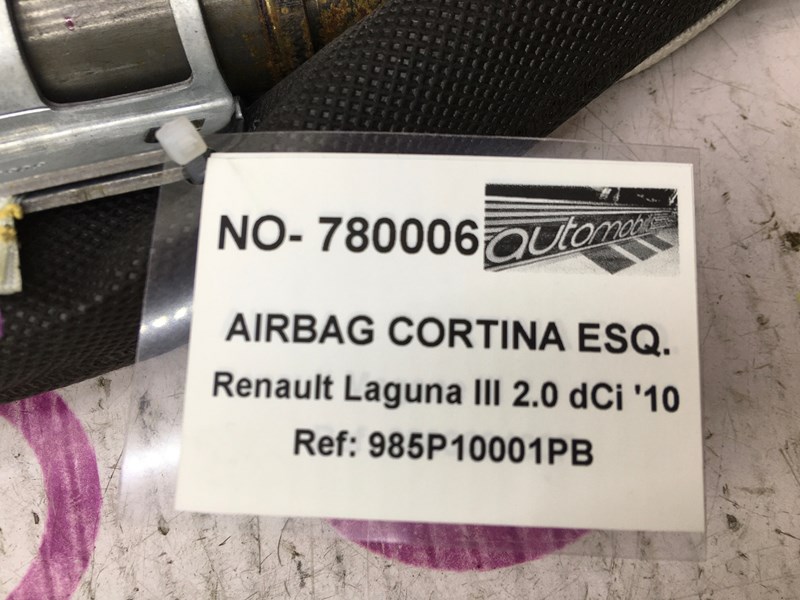 NO- 780006
automobile
AIRBAG CORTINA ESQ.
Renault Laguna III 2.0 dCi '10
Ref: 985P10001PB